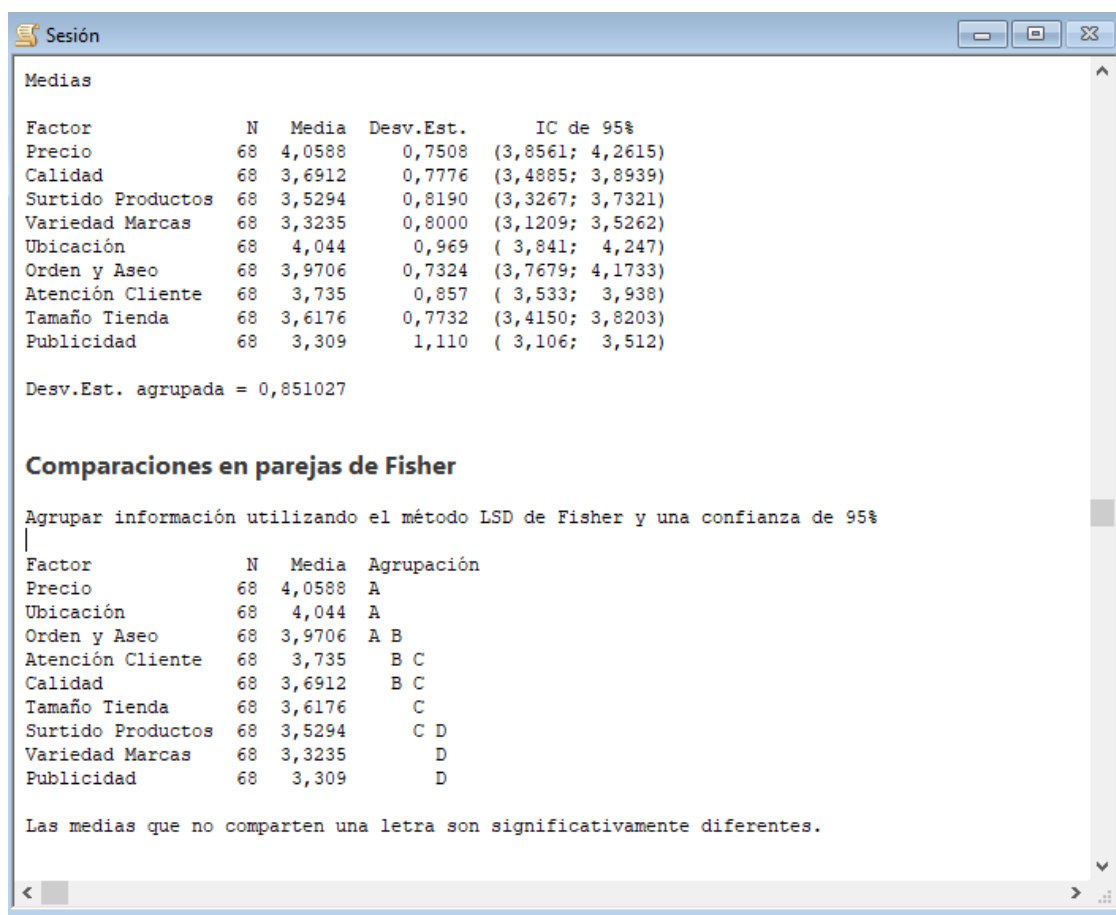 Sesión
Medias
Factor N Media Desv.Est. IC de 95%
Precio 68 4,0588 0,7508 (3,8561; 4,2615)
Calidad 68 3,6912 0,7776 (3,4885; 3,8939)
Surtido Productos 68 3,5294 0,8190 (3,3267; 3,7321)
Variedad Marcas 68 3,3235 0,8000 (3,1209; 3,5262)
Ubicación 68 4,044 0,969 ( 3,841; 4,247)
Orden y Aseo 68 3,9706 0,7324 (3,7679; 4,1733)
Atención Cliente 68 3,735 0,857 ( 3,533; 3,938)
Tamaño Tienda 68 3,6176 0,7732 (3,4150; 3,8203)
Publicidad 68 3,309 1,110 ( 3,106; 3,512)
Desv.Est. agrupada = 0,851027
Comparaciones en parejas de Fisher
Agrupar información utilizando el método LSD de Fisher y una confianza de 95%
Factor N Media Agrupación
Precio 68 4,0588 A
Ubicación 68 4,044 A
Orden y Aseo 68 3,9706 A B
Atención Cliente 68 3,735 B C
Calidad 68 3,6912 B C
Tamaño Tienda 68 3,6176 C
Surtido Productos 68 3,5294 C D
Variedad Marcas 68 3,3235 D
Publicidad 68 3,309 D
Las medias que no comparten una letra son significativamente diferentes.